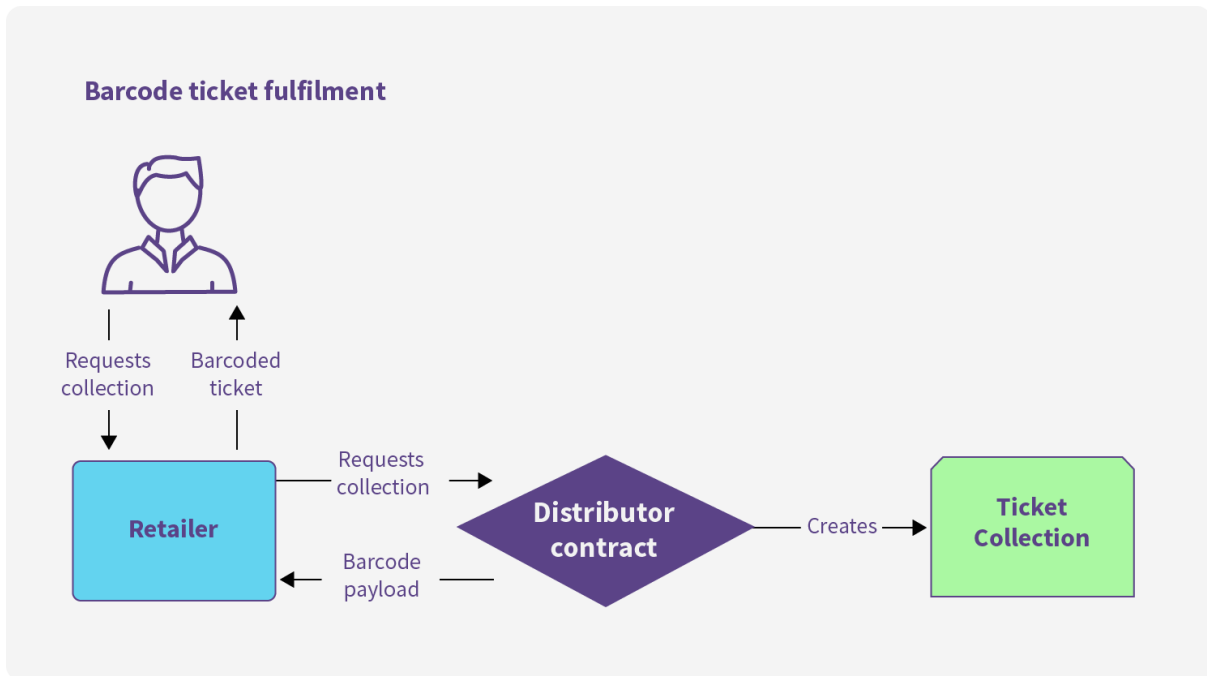 Barcode ticket fulfilment
Requests
collection
Barcoded
ticket
Retailer
Requests
collection
Barcode
payload
Distributor
contract
Creates
Ticket
Collection